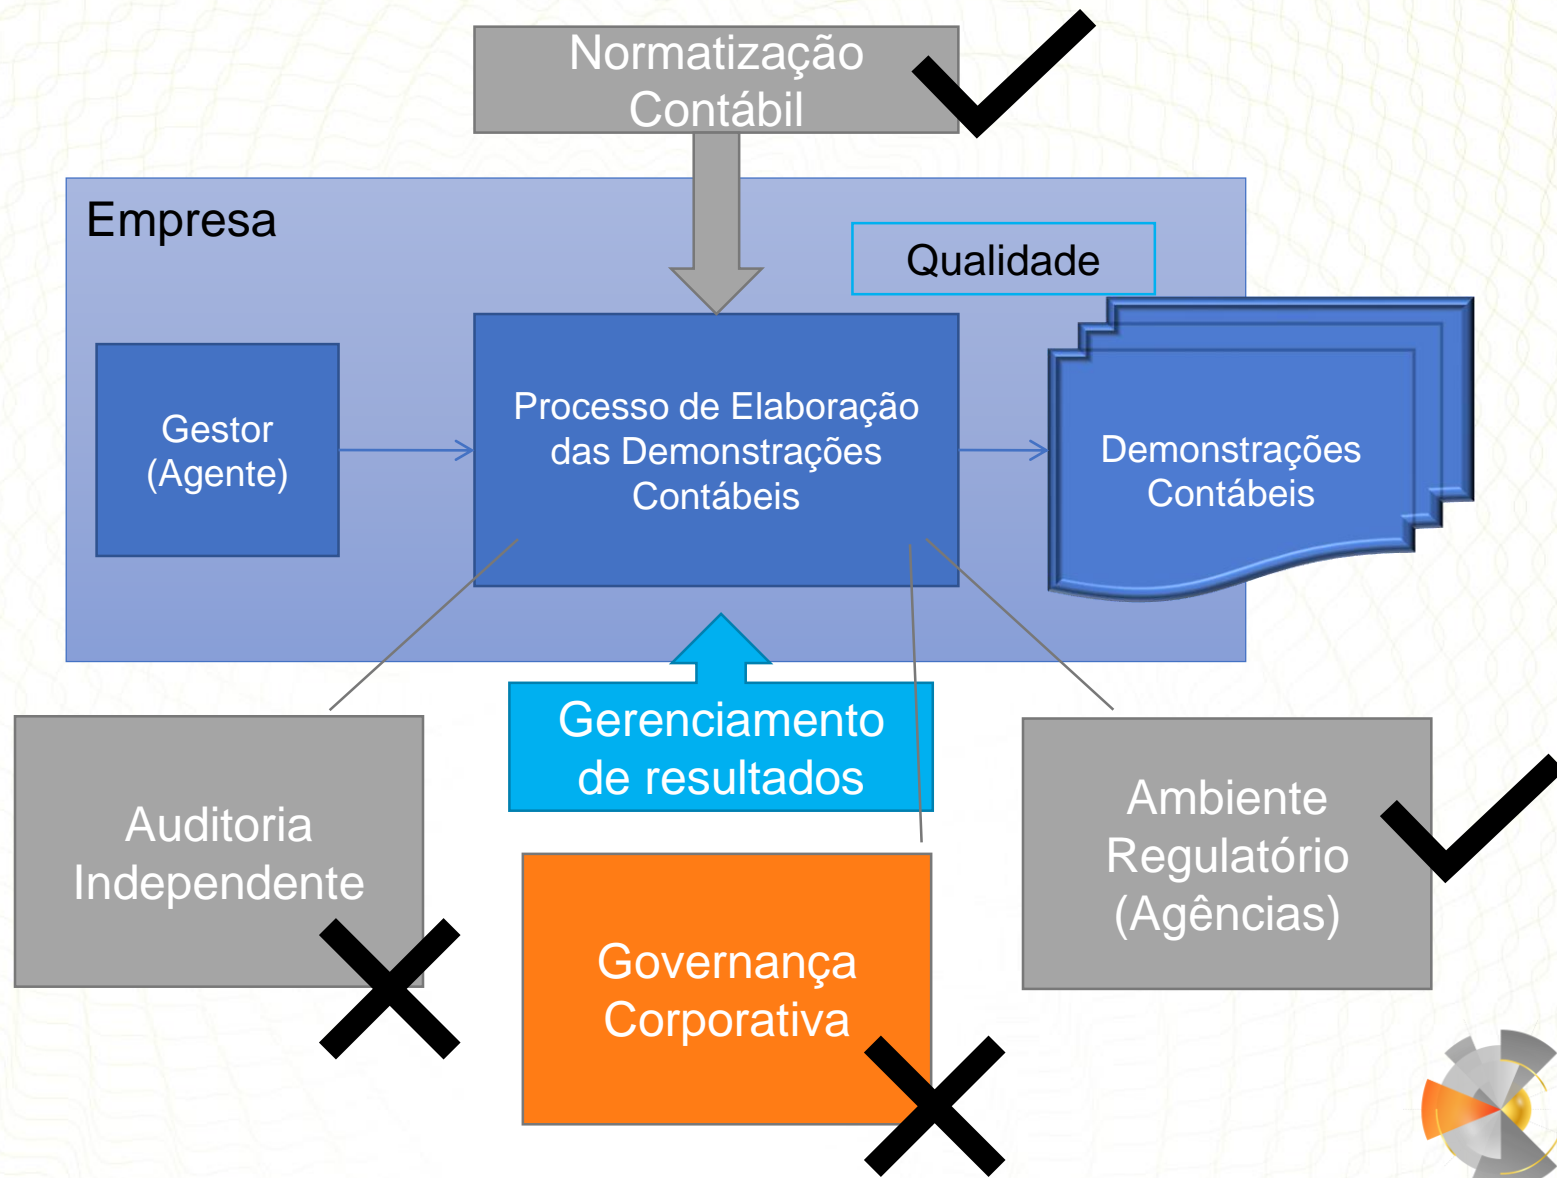 Normatização
Contábil
Empresa
Qualidade
Gestor
(Agente)
Processo de Elaboração
das Demonstrações
Contábeis
Demonstrações
Contábeis
Gerenciamento
de resultados
Auditoria
Independente
Governança
Corporativa
Ambiente
Regulatório
(Agências)